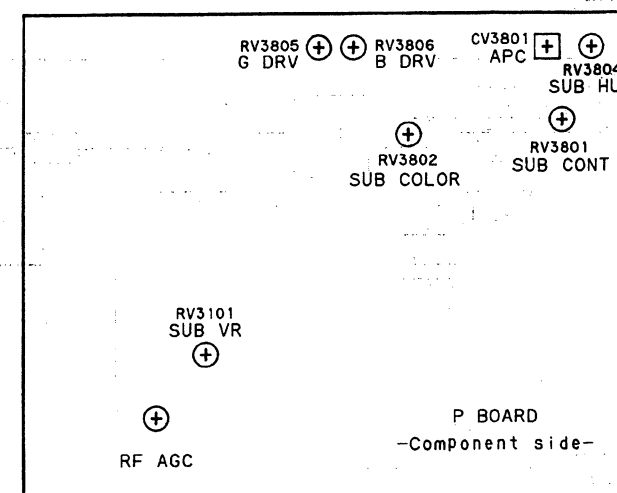 RV3805
G DRV
RV3806
B DRV
CV3801
APC
RV3804
SUB HU
RV3802
SUB COLOR
RV3801
SUB CONT
RV3101
SUB VR
RF AGC
P BOARD
-Component side-